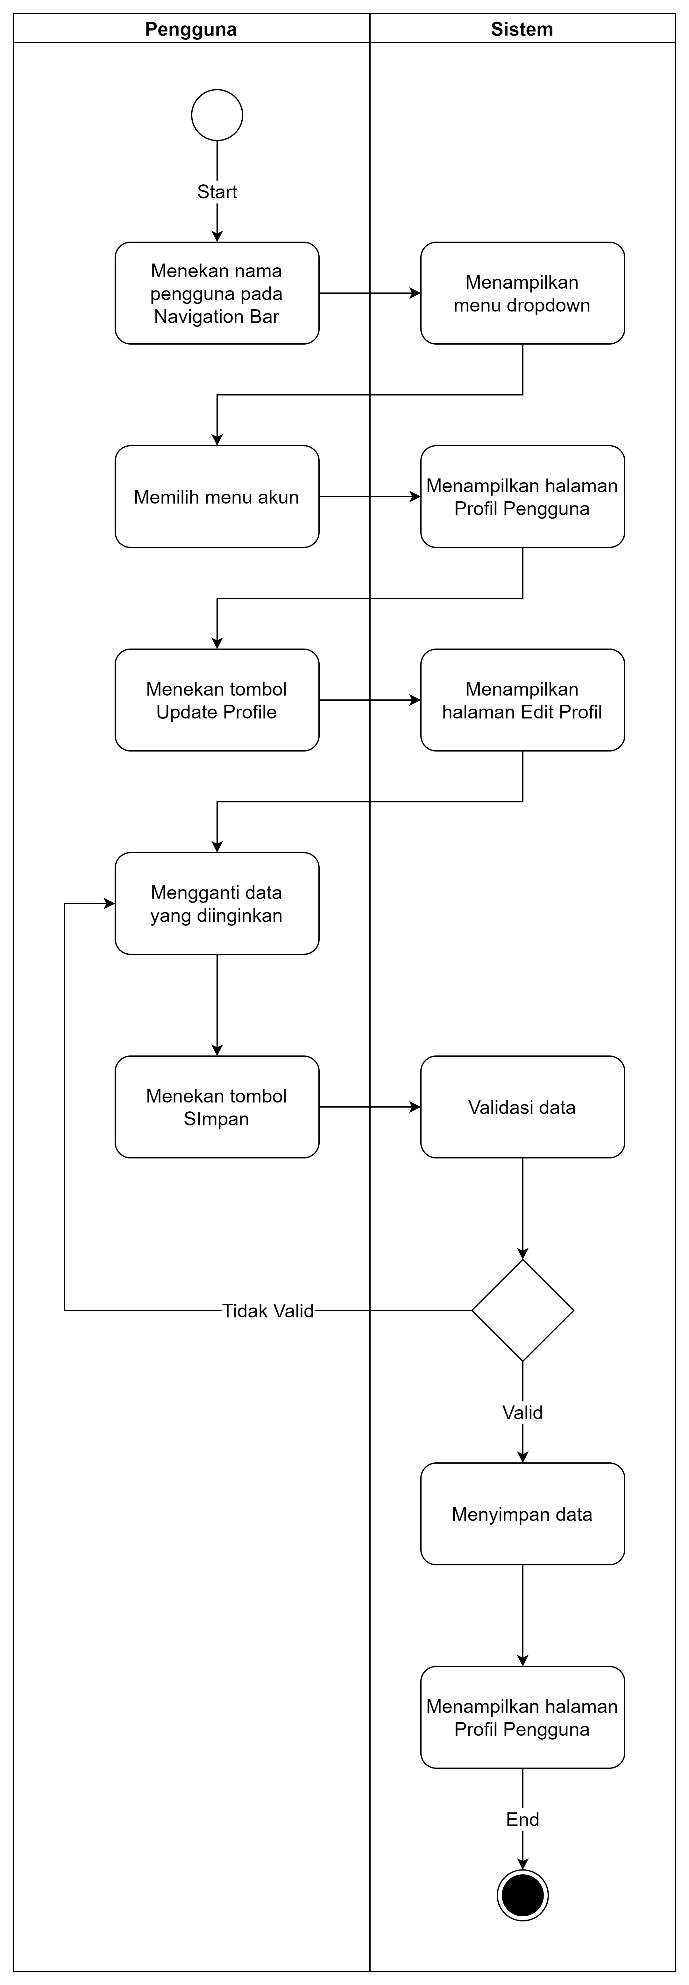 Pengguna
Sistem
Start
Menekan nama
pengguna pada
Navigation Bar
Menampilkan
menu dropdown
Memilih menu akun
Menampilkan halaman
Profil Pengguna
Menekan tombol
Update Profile
Menampilkan
halaman Edit Profil
Mengganti data
yang diinginkan
Menekan tombol
SImpan
Validasi data
Tidak Valid
Valid
Menyimpan data
Menampilkan halaman
Profil Pengguna
End